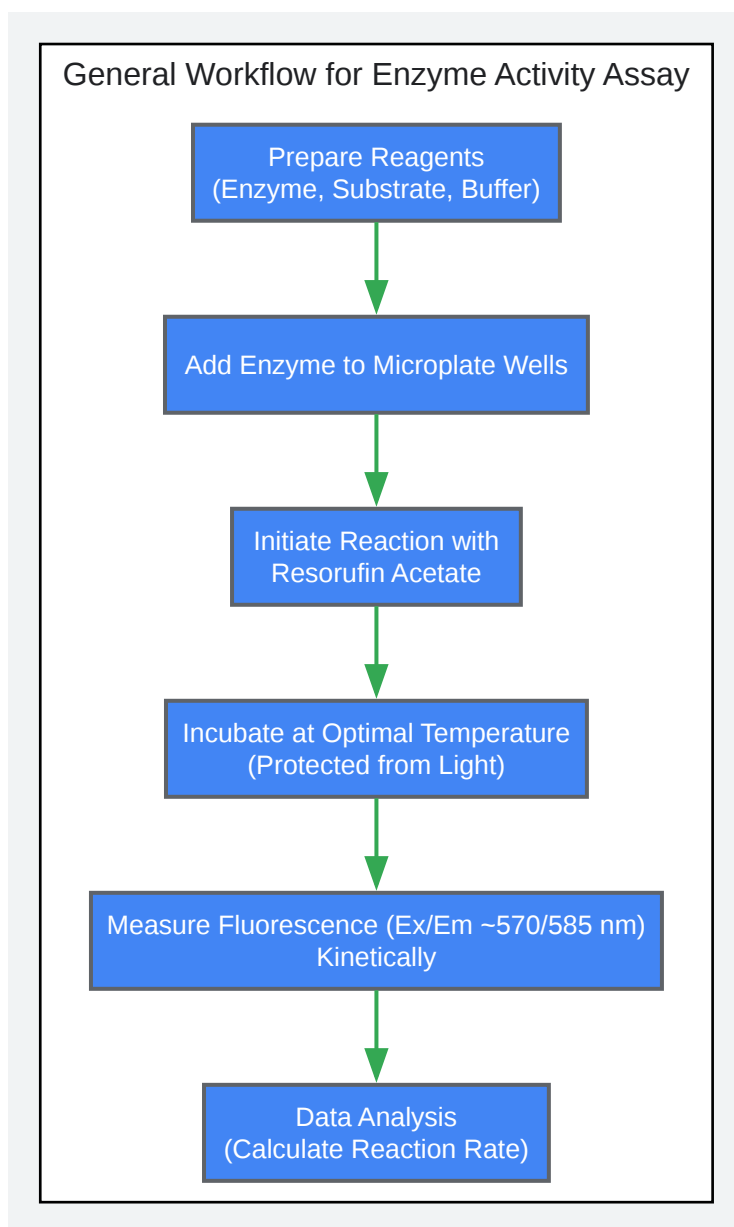 General Workflow for Enzyme Activity Assay
Prepare Reagents
(Enzyme, Substrate, Buffer)
Add Enzyme to Microplate Wells
Initiate Reaction with
Resorufin Acetate
Incubate at Optimal Temperature
(Protected from Light)
Measure Fluorescence (Ex/Em ~570/585 nm)
Kinetically
Data Analysis
(Calculate Reaction Rate)